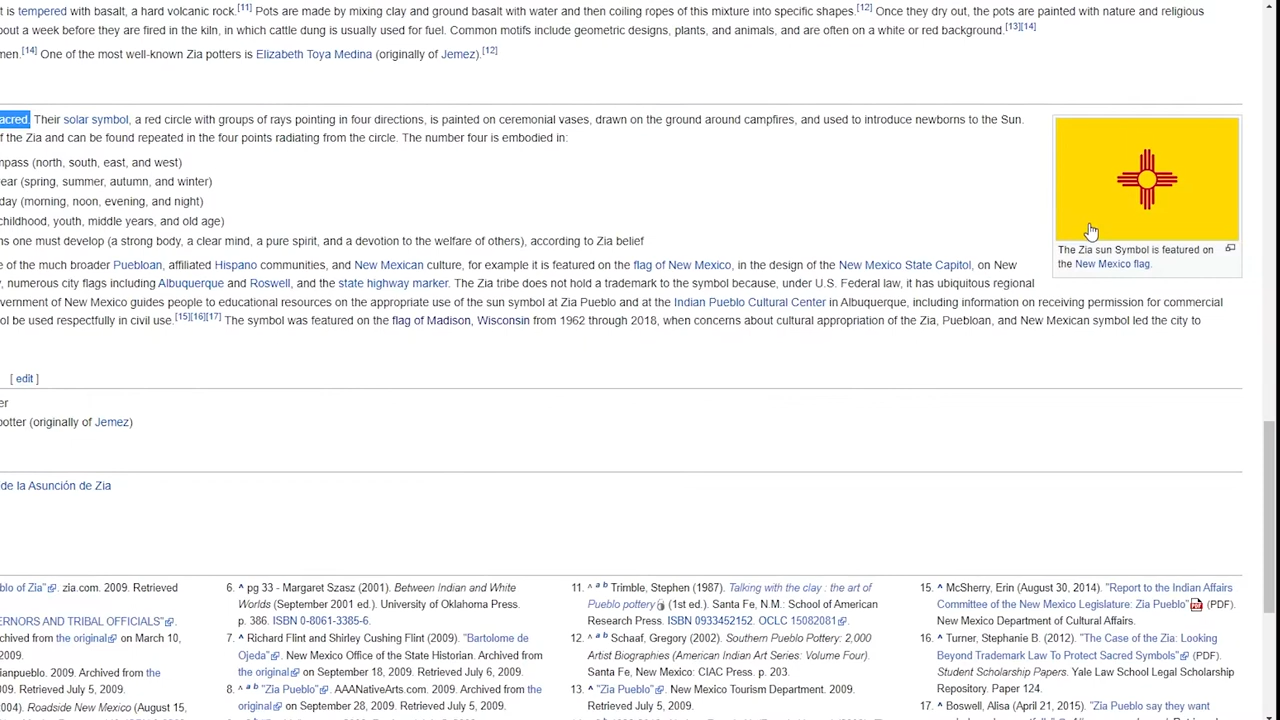 t is tempered with basalt, a hard volcanic rock.[11] Pots are made by mixing clay and ground basalt with water and then coiling ropes of this mixture into specific shapes.[12] Once they dry out, the pots are painted with nature and religious
bout a week before they are fired in the kiln, in which cattle dung is usually used for fuel. Common motifs include geometric designs, plants, and animals, and are often on a white or red background.[13][14]
men.[14] One of the most well-known Zia potters is Elizabeth Toya Medina (originally of Jemez).[12]
acred. Their solar symbol, a red circle with groups of rays pointing in four directions, is painted on ceremonial vases, drawn on the ground around campfires, and used to introduce newborns to the Sun.
of the Zia and can be found repeated in the four points radiating from the circle. The number four is embodied in:
mpass (north, south, east, and west)
ear (spring, summer, autumn, and winter)
day (morning, noon, evening, and night)
childhood, youth, middle years, and old age)
ns one must develop (a strong body, a clear mind, a pure spirit, and a devotion to the welfare of others), according to Zia belief
The Zia sun Symbol is featured on
the New Mexico flag.
e of the much broader Puebloan, affiliated Hispano communities, and New Mexican culture, for example it is featured on the flag of New Mexico, in the design of the New Mexico State Capitol, on New
, numerous city flags including Albuquerque and Roswell, and the state highway marker. The Zia tribe does not hold a trademark to the symbol because, under U.S. Federal law, it has ubiquitous regional
vernment of New Mexico guides people to educational resources on the appropriate use of the sun symbol at Zia Pueblo and at the Indian Pueblo Cultural Center in Albuquerque, including information on receiving permission for commercial
ol be used respectfully in civil use.[15][16][17] The symbol was featured on the flag of Madison, Wisconsin from 1962 through 2018, when concerns about cultural appropriation of the Zia, Puebloan, and New Mexican symbol led the city to
[ edit ]
er
potter (originally of Jemez)
de la Asunción de Zia
blo of Zia". zia.com. 2009. Retrieved
ERNORS AND TRIBAL OFFICIALS".
rchived from the original on March 10,
2009.
ianpueblo. 2009. Archived from the
009. Retrieved July 5, 2009.
004). Roadside New Mexico (August 15,
6. ^ pg 33 - Margaret Szasz (2001). Between Indian and White
Worlds (September 2001 ed.). University of Oklahoma Press.
p. 386. ISBN 0-8061-3385-6.
7. ^ Richard Flint and Shirley Cushing Flint (2009). "Bartolome de
Ojeda". New Mexico Office of the State Historian. Archived from
the original on September 18, 2009. Retrieved July 6, 2009.
8. ^ a b "Zia Pueblo". AAANativeArts.com. 2009. Archived from the
original on September 28, 2009. Retrieved July 5, 2009.
11. ^ a b Trimble, Stephen (1987). Talking with the clay : the art of
Pueblo pottery (1st ed.). Santa Fe, N.M.: School of American
Research Press. ISBN 0933452152. OCLC 15082081.
12. ^ a b Schaaf, Gregory (2002). Southern Pueblo Pottery: 2,000
Artist Biographies (American Indian Art Series: Volume Four).
Santa Fe, New Mexico: CIAC Press. p. 203.
13. ^ "Zia Pueblo". New Mexico Tourism Department. 2009.
Retrieved July 5, 2009.
15. ^ McSherry, Erin (August 30, 2014). "Report to the Indian Affairs
Committee of the New Mexico Legislature: Zia Pueblo" (PDF).
New Mexico Department of Cultural Affairs.
16. ^ Turner, Stephanie B. (2012). "The Case of the Zia: Looking
Beyond Trademark Law To Protect Sacred Symbols" (PDF).
Student Scholarship Papers. Yale Law School Legal Scholarship
Repository. Paper 124.
17. ^ Boswell, Alisa (April 21, 2015). "Zia Pueblo say they want